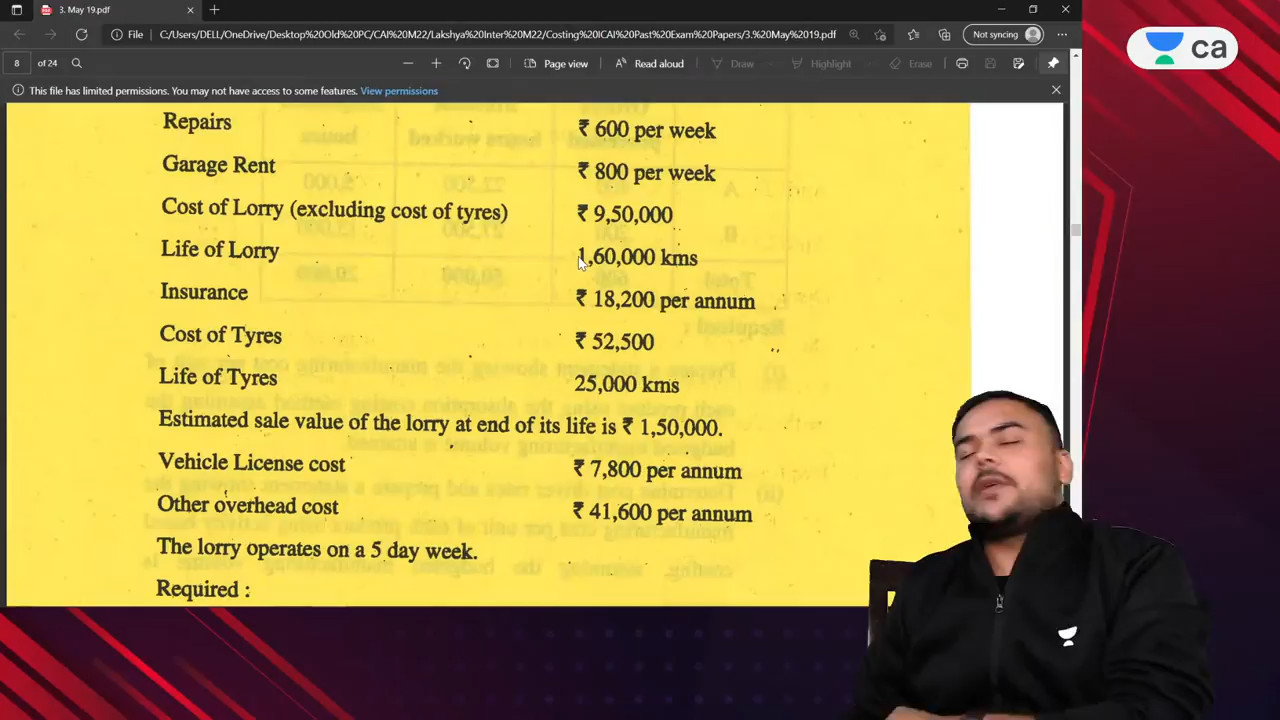 3. May 19.pdf
File
C:/Users/DELL/OneDrive/Desktop%20Old%20PC/CAI%20M22/Lakshya%20Inter%20M22/Costing%20ICAI%20Past%20Exam%20Papers/3.%20May%2019.pdf
Not syncing
8 of 24
Page view
Read aloud
Draw
Highlight
Erase
This file has limited permissions. You may not have access to some features. View permissions
ca
Repairs ₹ 600 per week
Garage Rent ₹ 800 per week
Cost of Lorry (excluding cost of tyres) ₹ 9,50,000
Life of Lorry 1,60,000 kms
Insurance ₹ 18,200 per annum
Cost of Tyres ₹ 52,500
Life of Tyres 25,000 kms
Estimated sale value of the lorry at end of its life is ₹ 1,50,000.
Vehicle License cost ₹ 7,800 per annum
Other overhead cost ₹ 41,600 per annum
The lorry operates on a 5 day week.
Required :